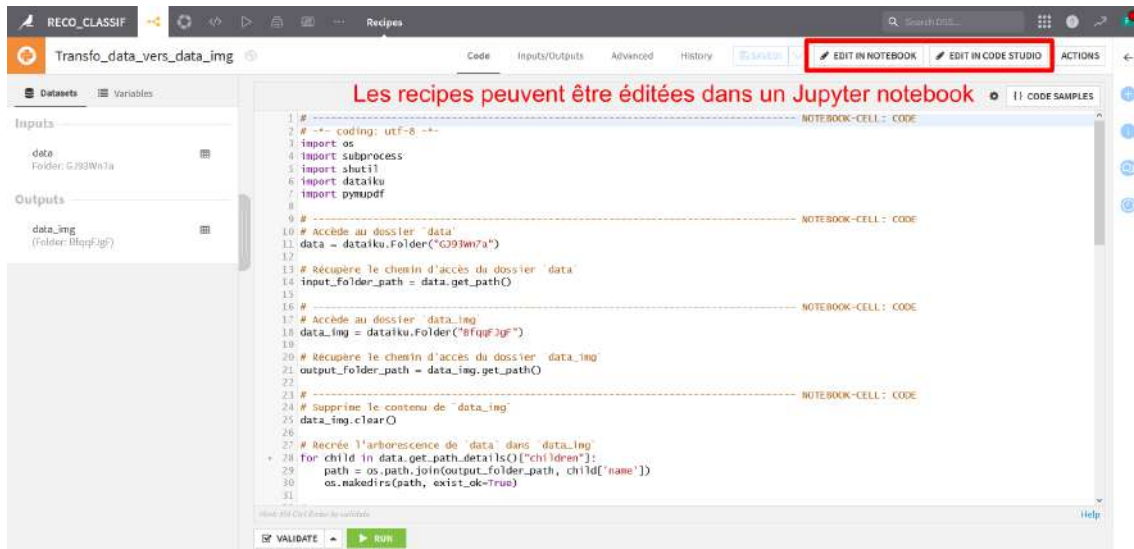 RECO_CLASSIF
Recipes
Search DSS...
Transfo_data_vers_data_img
Code
Inputs/Outputs
Advanced
History
EDIT IN NOTEBOOK
EDIT IN CODE STUDIO
ACTIONS
Datasets
Variables
Les recipes peuvent être éditées dans un Jupyter notebook
{} CODE SAMPLES
Inputs
data
Folder: GJ93Wn7a
Outputs
data_img
(Folder: BfqqFJgF)
1 # ---------- NOTEBOOK-CELL: CODE
2 # -*- coding: utf-8 -*-
3 import os
4 import subprocess
5 import shutil
6 import dataiku
7 import pymupdf
8
9 # ---------- NOTEBOOK-CELL: CODE
10 # Accède au dossier `data`
11 data = dataiku.Folder("GJ93Wn7a")
12
13 # Récupère le chemin d'accès du dossier `data`
14 input_folder_path = data.get_path()
15
16 # ---------- NOTEBOOK-CELL: CODE
17 # Accède au dossier `data_img`
18 data_img = dataiku.Folder("BfqqFJgF")
19
20 # Récupère le chemin d'accès du dossier `data_img`
21 output_folder_path = data_img.get_path()
22
23 # ---------- NOTEBOOK-CELL: CODE
24 # Supprime le contenu de `data_img`
25 data_img.clear()
26
27 # Recrée l'arborescence de `data` dans `data_img`
28 for child in data.get_path_details()["children"]:
29 path = os.path.join(output_folder_path, child['name'])
30 os.makedirs(path, exist_ok=True)
31
Help
VALIDATE
RUN